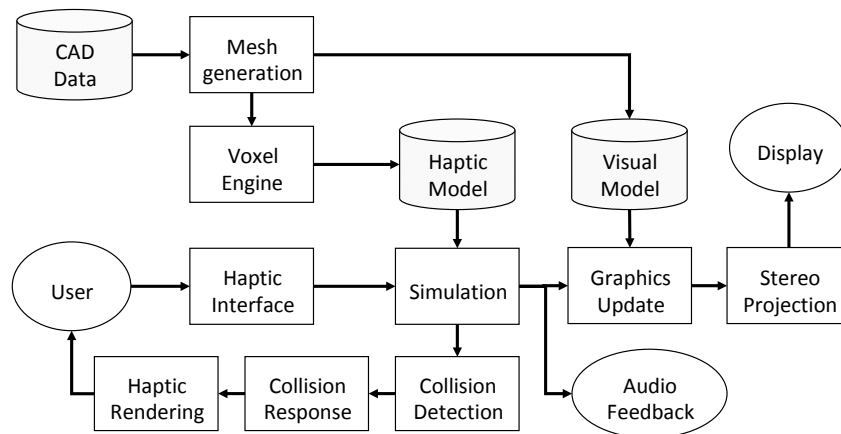 CAD
Data
Mesh
generation
Voxel
Engine
Haptic
Model
Visual
Model
Display
User
Haptic
Interface
Simulation
Graphics
Update
Stereo
Projection
Haptic
Rendering
Collision
Response
Collision
Detection
Audio
Feedback